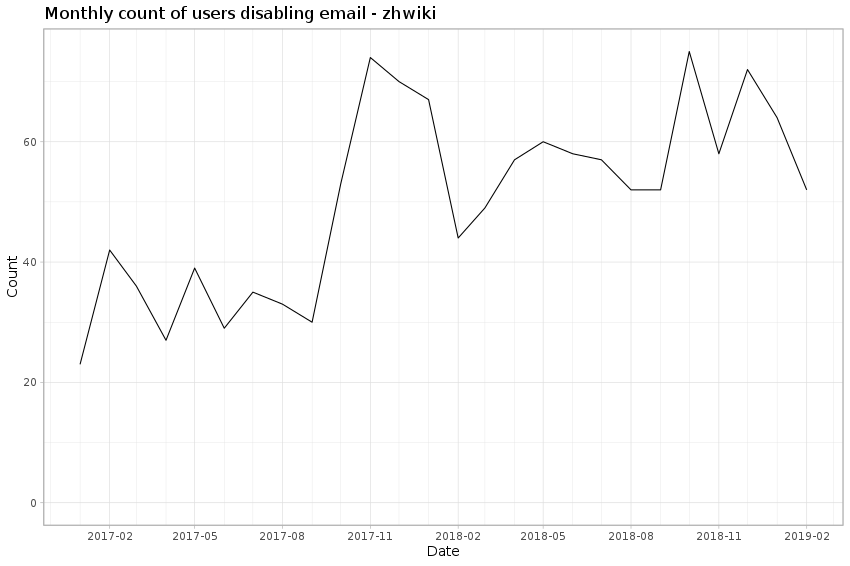 Monthly count of users disabling email - zhwiki
Count
60
40
20
0
2017-02 2017-05 2017-08 2017-11 2018-02 2018-05 2018-08 2018-11 2019-02
Date